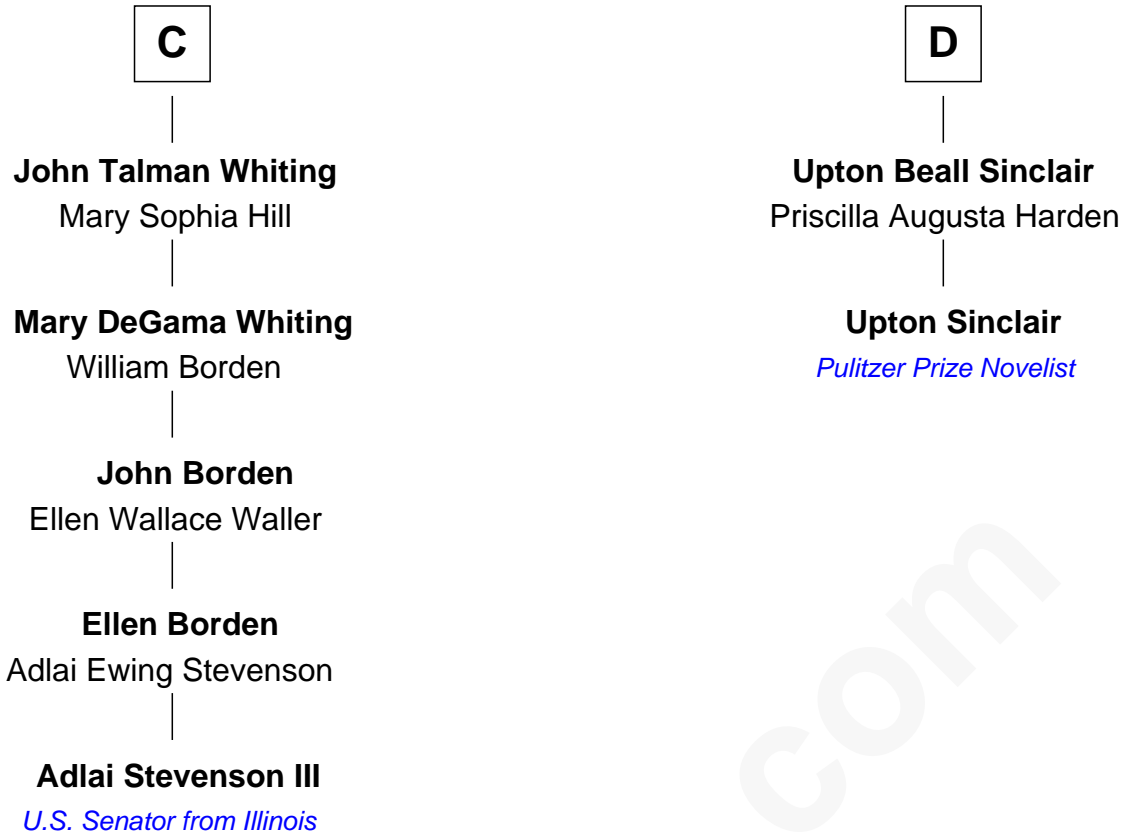 C
John Talman Whiting
Mary Sophia Hill
Mary DeGama Whiting
William Borden
John Borden
Ellen Wallace Waller
Ellen Borden
Adlai Ewing Stevenson
Adlai Stevenson III
U.S. Senator from Illinois
D
Upton Beall Sinclair
Priscilla Augusta Harden
Upton Sinclair
Pulitzer Prize Novelist
com